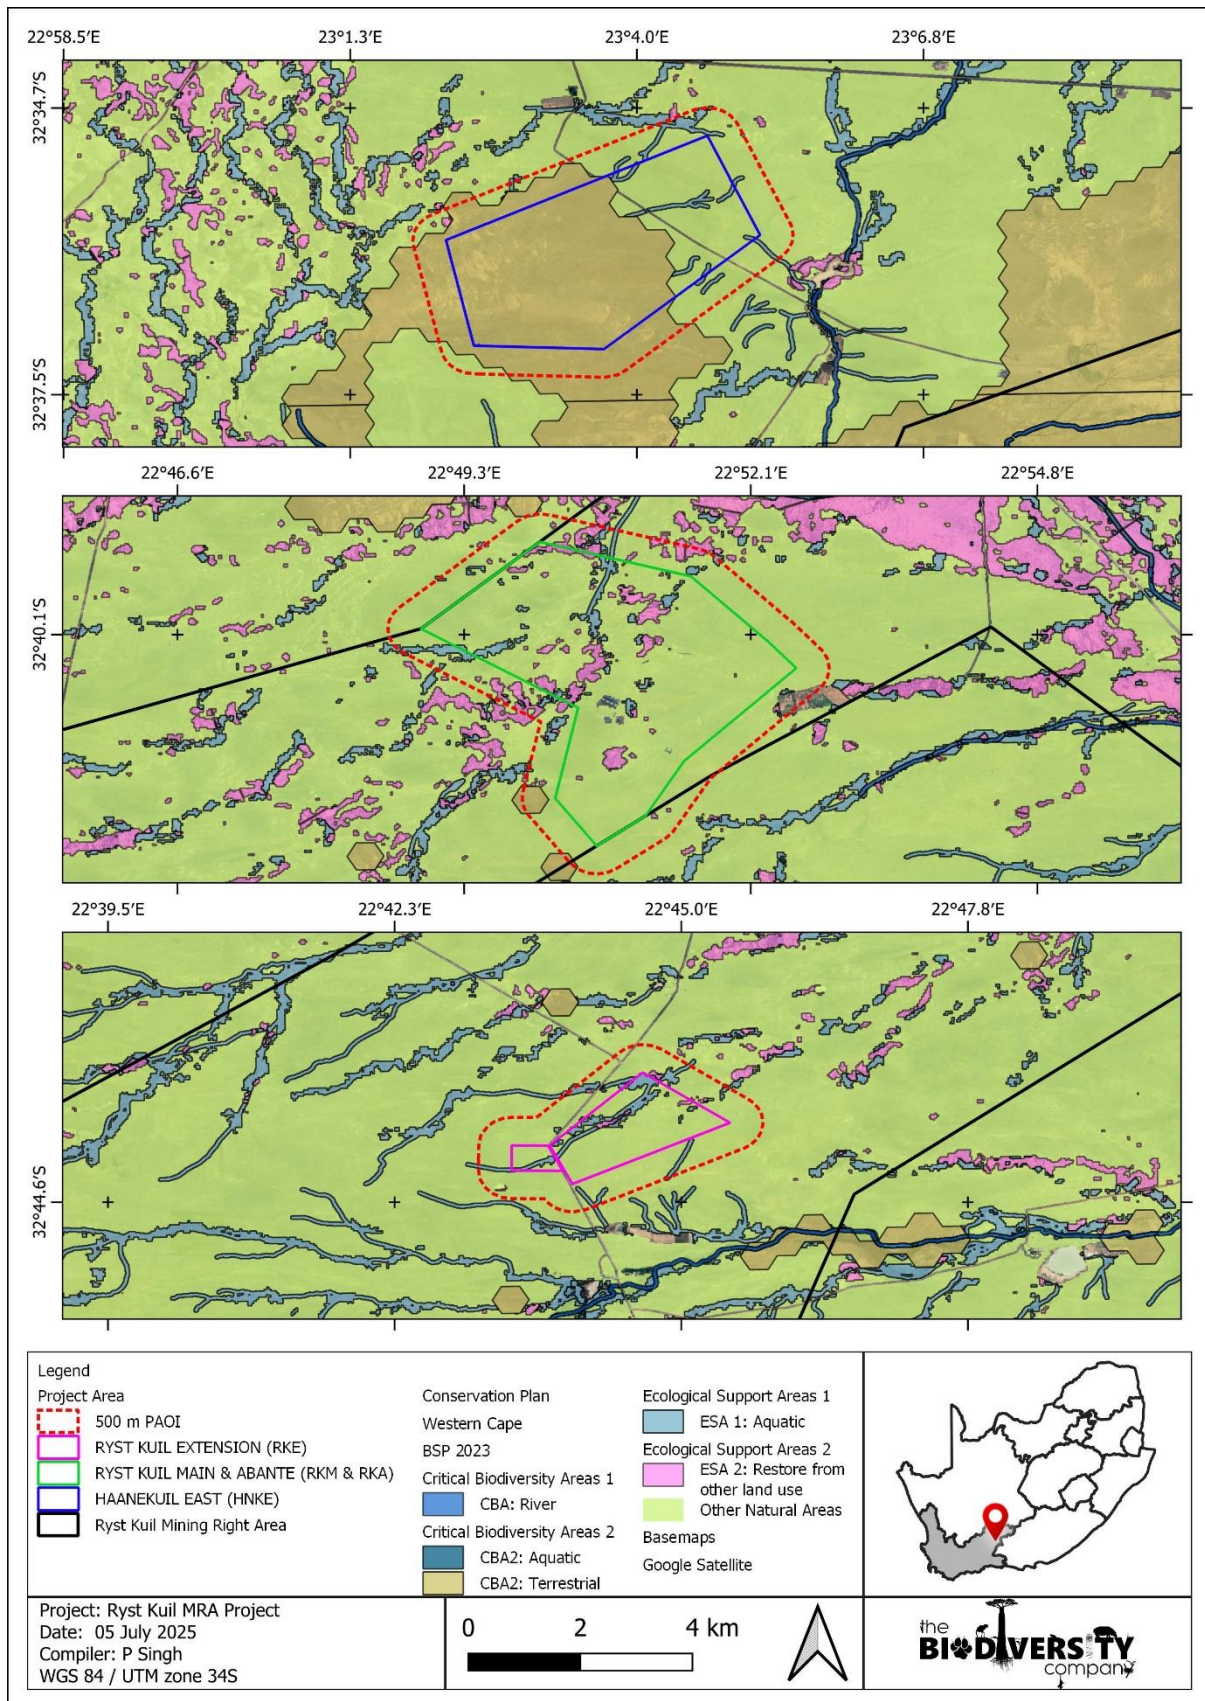 22°58.5'E 23°1.3'E 23°4.0'E 23°6.8'E
32°34.7'S
32°37.5'S
22°46.6'E 22°49.3'E 22°52.1'E 22°54.8'E
32°40.1'S
22°39.5'E 22°42.3'E 22°45.0'E 22°47.8'E
32°44.6'S
Legend
Project Area
500 m PAOI
RYST KUIL EXTENSION (RKE)
RYST KUIL MAIN & ABANTE (RKM & RKA)
HAANEKUIL EAST (HNKE)
Ryst Kuil Mining Right Area
Conservation Plan
Western Cape
BSP 2023
Critical Biodiversity Areas 1
CBA: River
Critical Biodiversity Areas 2
CBA2: Aquatic
CBA2: Terrestrial
Ecological Support Areas 1
ESA 1: Aquatic
Ecological Support Areas 2
ESA 2: Restore from
other land use
Other Natural Areas
Basemaps
Google Satellite
Project: Ryst Kuil MRA Project
Date: 05 July 2025
Compiler: P Singh
WGS 84 / UTM zone 34S
0 2 4 km
the
BIODIVERSITY
company